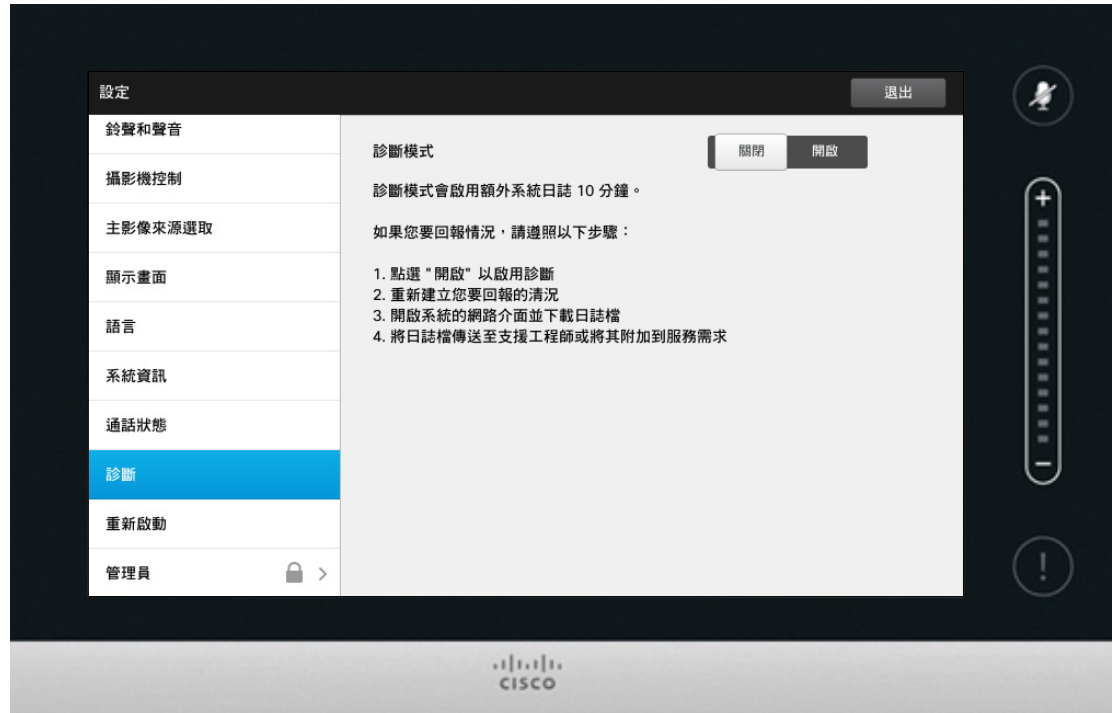 設定
退出
鈴聲和聲音
攝影機控制
主影像來源選取
顯示畫面
語言
系統資訊
通話狀態
診斷
重新啟動
管理員
診斷模式
關閉
開啟
診斷模式會啟用額外系統日誌 10 分鐘。
如果您要回報情況，請遵照以下步驟：
1. 點選 "開啟" 以啟用診斷
2. 重新建立您要回報的清況
3. 開啟系統的網路介面並下載日誌檔
4. 將日誌檔傳送至支援工程師或將其附加到服務需求
CISCO